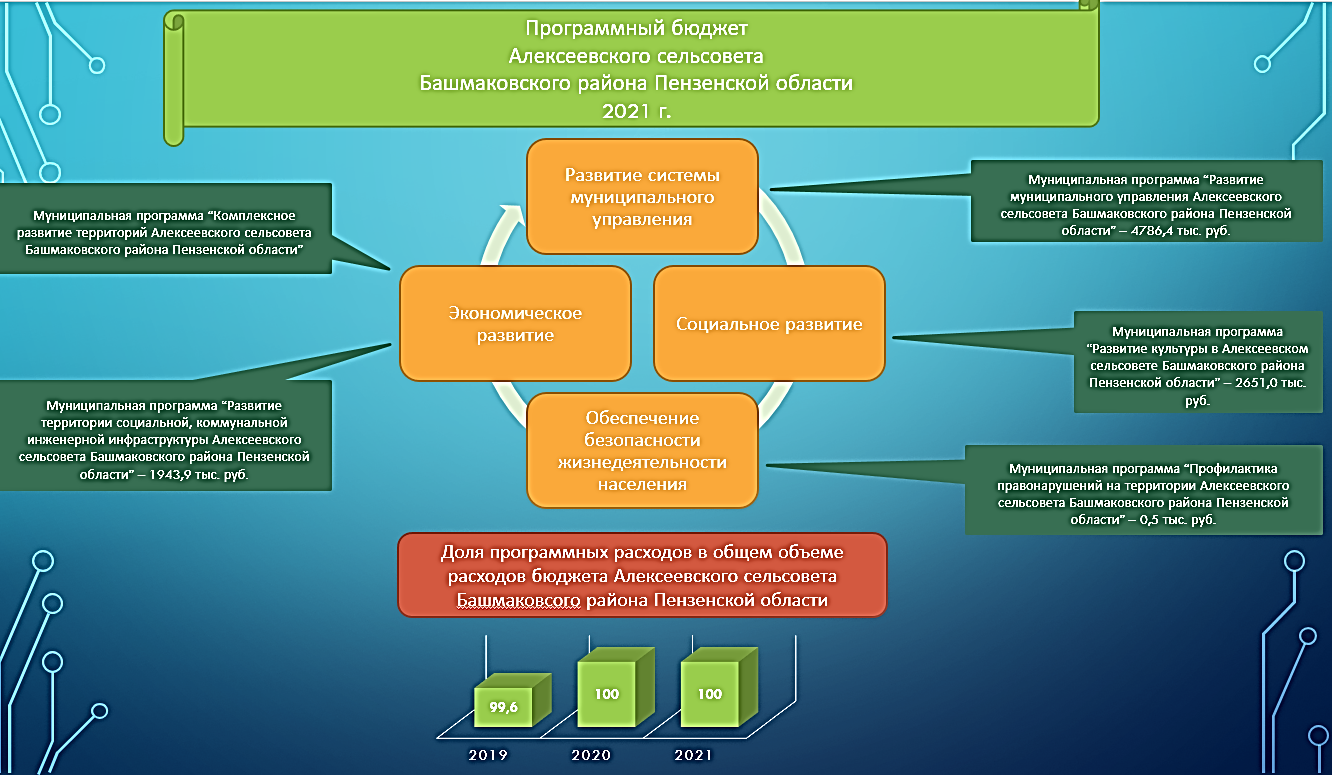 Программный бюджет
Алексеевского сельсовета
Башмаковского района Пензенской области
2021 г.
Развитие системы
муниципального
управления
Муниципальная программа “Развитие
муниципального управления Алексеевского
сельсовета Башмаковского района Пензенской
области” – 4786,4 тыс. руб.
Муниципальная программа “Комплексное
развитие территорий Алексеевского сельсовета
Башмаковского района Пензенской области”
Экономическое
развитие
Социальное развитие
Муниципальная программа
“Развитие культуры в Алексеевском
сельсовете Башмаковского района
Пензенской области” – 2651,0 тыс.
руб.
Муниципальная программа “Развитие
территории социальной, коммунальной
инженерной инфраструктуры Алексеевского
сельсовета Башмаковского района Пензенской
области” – 1943,9 тыс. руб.
Обеспечение
безопасности
жизнедеятельности
населения
Муниципальная программа “Профилактика
правонарушений на территории Алексеевского
сельсовета Башмаковского района Пензенской
области” – 0,5 тыс. руб.
Доля программных расходов в общем объеме
расходов бюджета Алексеевского сельсовета
Башмаковсого района Пензенской области
99,6
100
100
2019
2020
2021